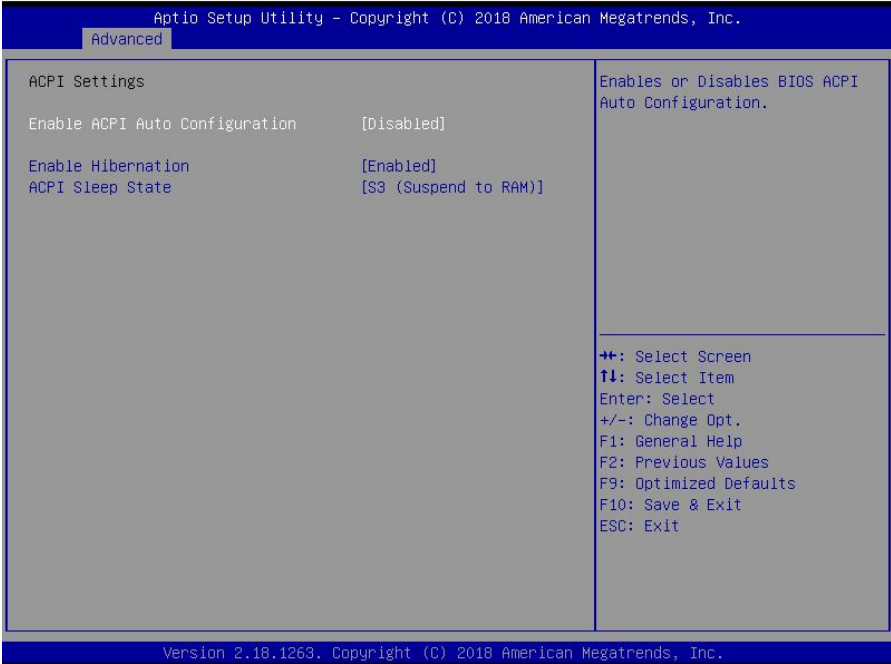 Aptio Setup Utility – Copyright (C) 2018 American Megatrends, Inc.
Advanced
ACPI Settings
Enable ACPI Auto Configuration [Disabled]
Enable Hibernation [Enabled]
ACPI Sleep State [S3 (Suspend to RAM)]
Enables or Disables BIOS ACPI
Auto Configuration.
→←: Select Screen
↑↓: Select Item
Enter: Select
+/-: Change Opt.
F1: General Help
F2: Previous Values
F9: Optimized Defaults
F10: Save & Exit
ESC: Exit
Version 2.18.1263. Copyright (C) 2018 American Megatrends, Inc.